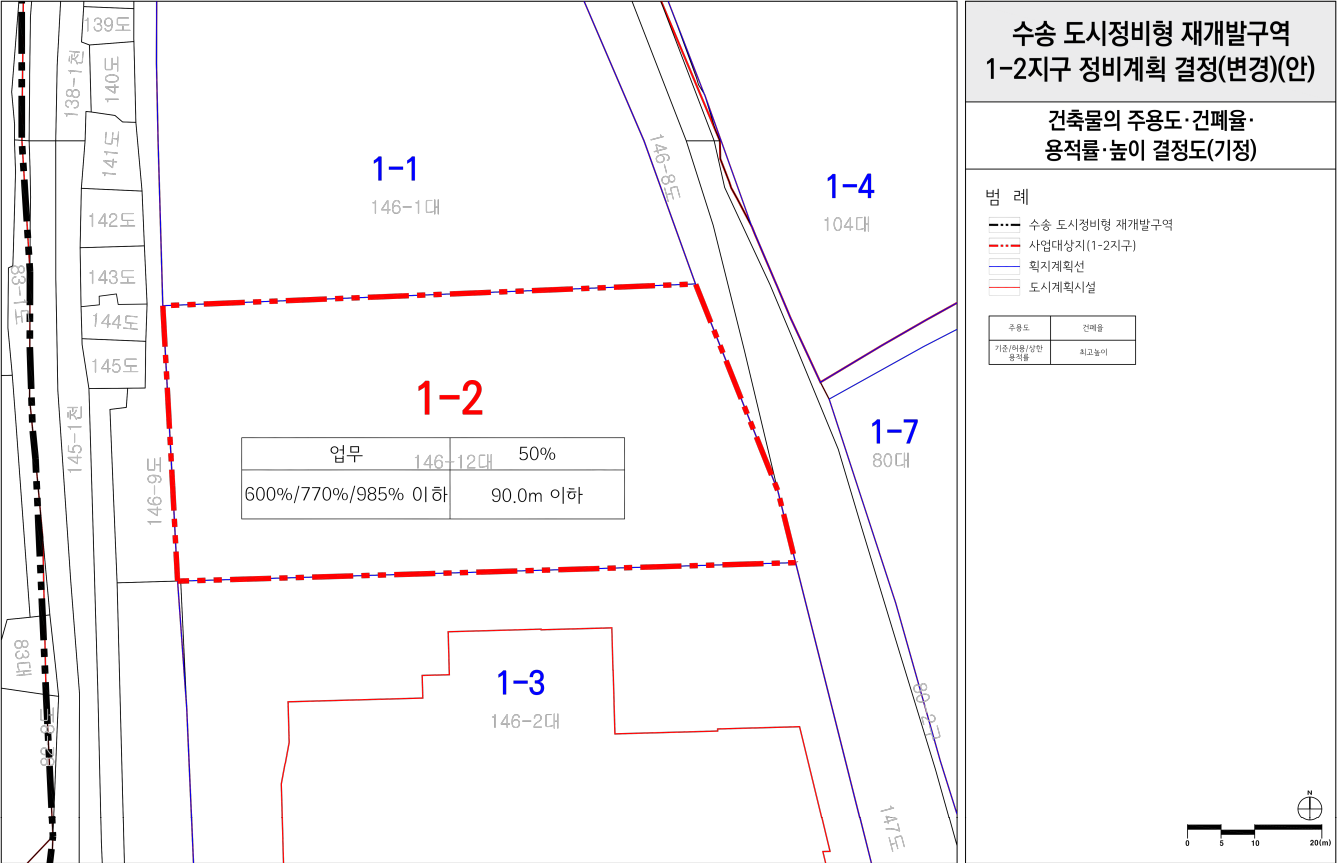 수송 도시정비형 재개발구역
1-2지구 정비계획 결정(변경)(안)
건축물의 주용도·건폐율·
용적률·높이 결정도(기정)
범 례
수송 도시정비형 재개발구역
사업대상지(1-2지구)
획지계획선
도시계획시설
주용도 건폐율
기준/허용/상한
용적률
최고높이
139도
138-1천
140도
141도
142도
83-1도
143도
144도
145도
145-1천
146-9도
83대
1-1
146-1대
146-8도
1-4
104대
1-2
146-12대
업무 50%
600%/770%/985% 이하 90.0m 이하
1-7
80대
1-3
146-2대
147도
N
0 5 10 20(m)